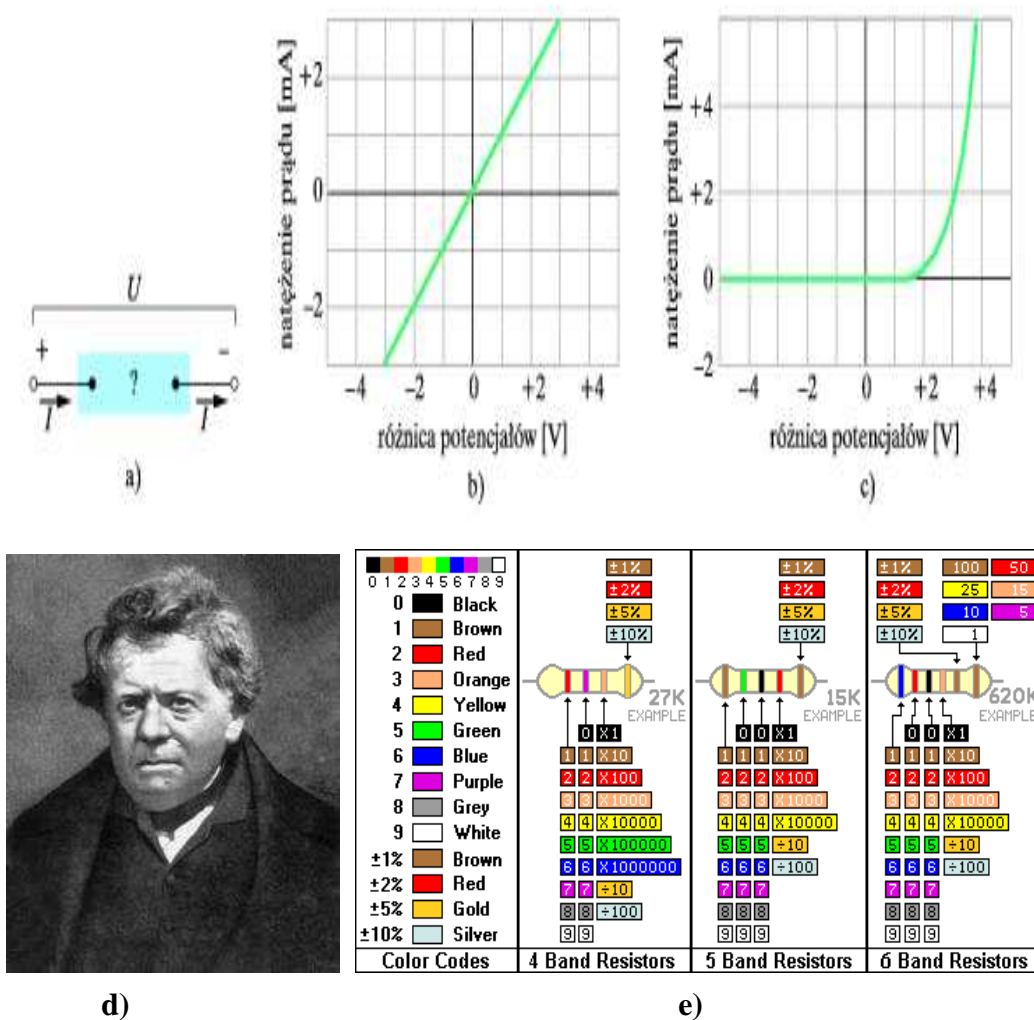 U
+
–
?
I
I
a)
natężenie prądu [mA]
+2
0
–2
–4
–2
0
+2
+4
różnica potencjałów [V]
b)
natężenie prądu [mA]
+4
+2
0
–2
–4
–2
0
+2
+4
różnica potencjałów [V]
c)
d)
0 1 2 3 4 5 6 7 8 9
0 Black
1 Brown
2 Red
3 Orange
4 Yellow
5 Green
6 Blue
7 Purple
8 Grey
9 White
±1% Brown
±2% Red
±5% Gold
±10% Silver
Color Codes
±1%
±2%
±5%
±10%
27K
EXAMPLE
0 X1
1 1 X10
2 2 X100
3 3 X1000
4 4 X10000
5 5 X100000
6 6 X1000000
7 7 ÷10
8 8 ÷100
9 9
4 Band Resistors
±1%
±2%
±5%
±10%
15K
EXAMPLE
0 0 X1
1 1 1 X10
2 2 2 X100
3 3 3 X1000
4 4 4 X10000
5 5 5 ÷10
6 6 6 ÷100
7 7 7
8 8 8
9 9 9
5 Band Resistors
±1% 100 50
±2% 25 15
±5% 10 5
±10% 1
620K
EXAMPLE
0 0 X1
1 1 1 X10
2 2 2 X100
3 3 3 X1000
4 4 4 X10000
5 5 5 ÷10
6 6 6 ÷100
7 7 7
8 8 8
9 9 9
6 Band Resistors
e)